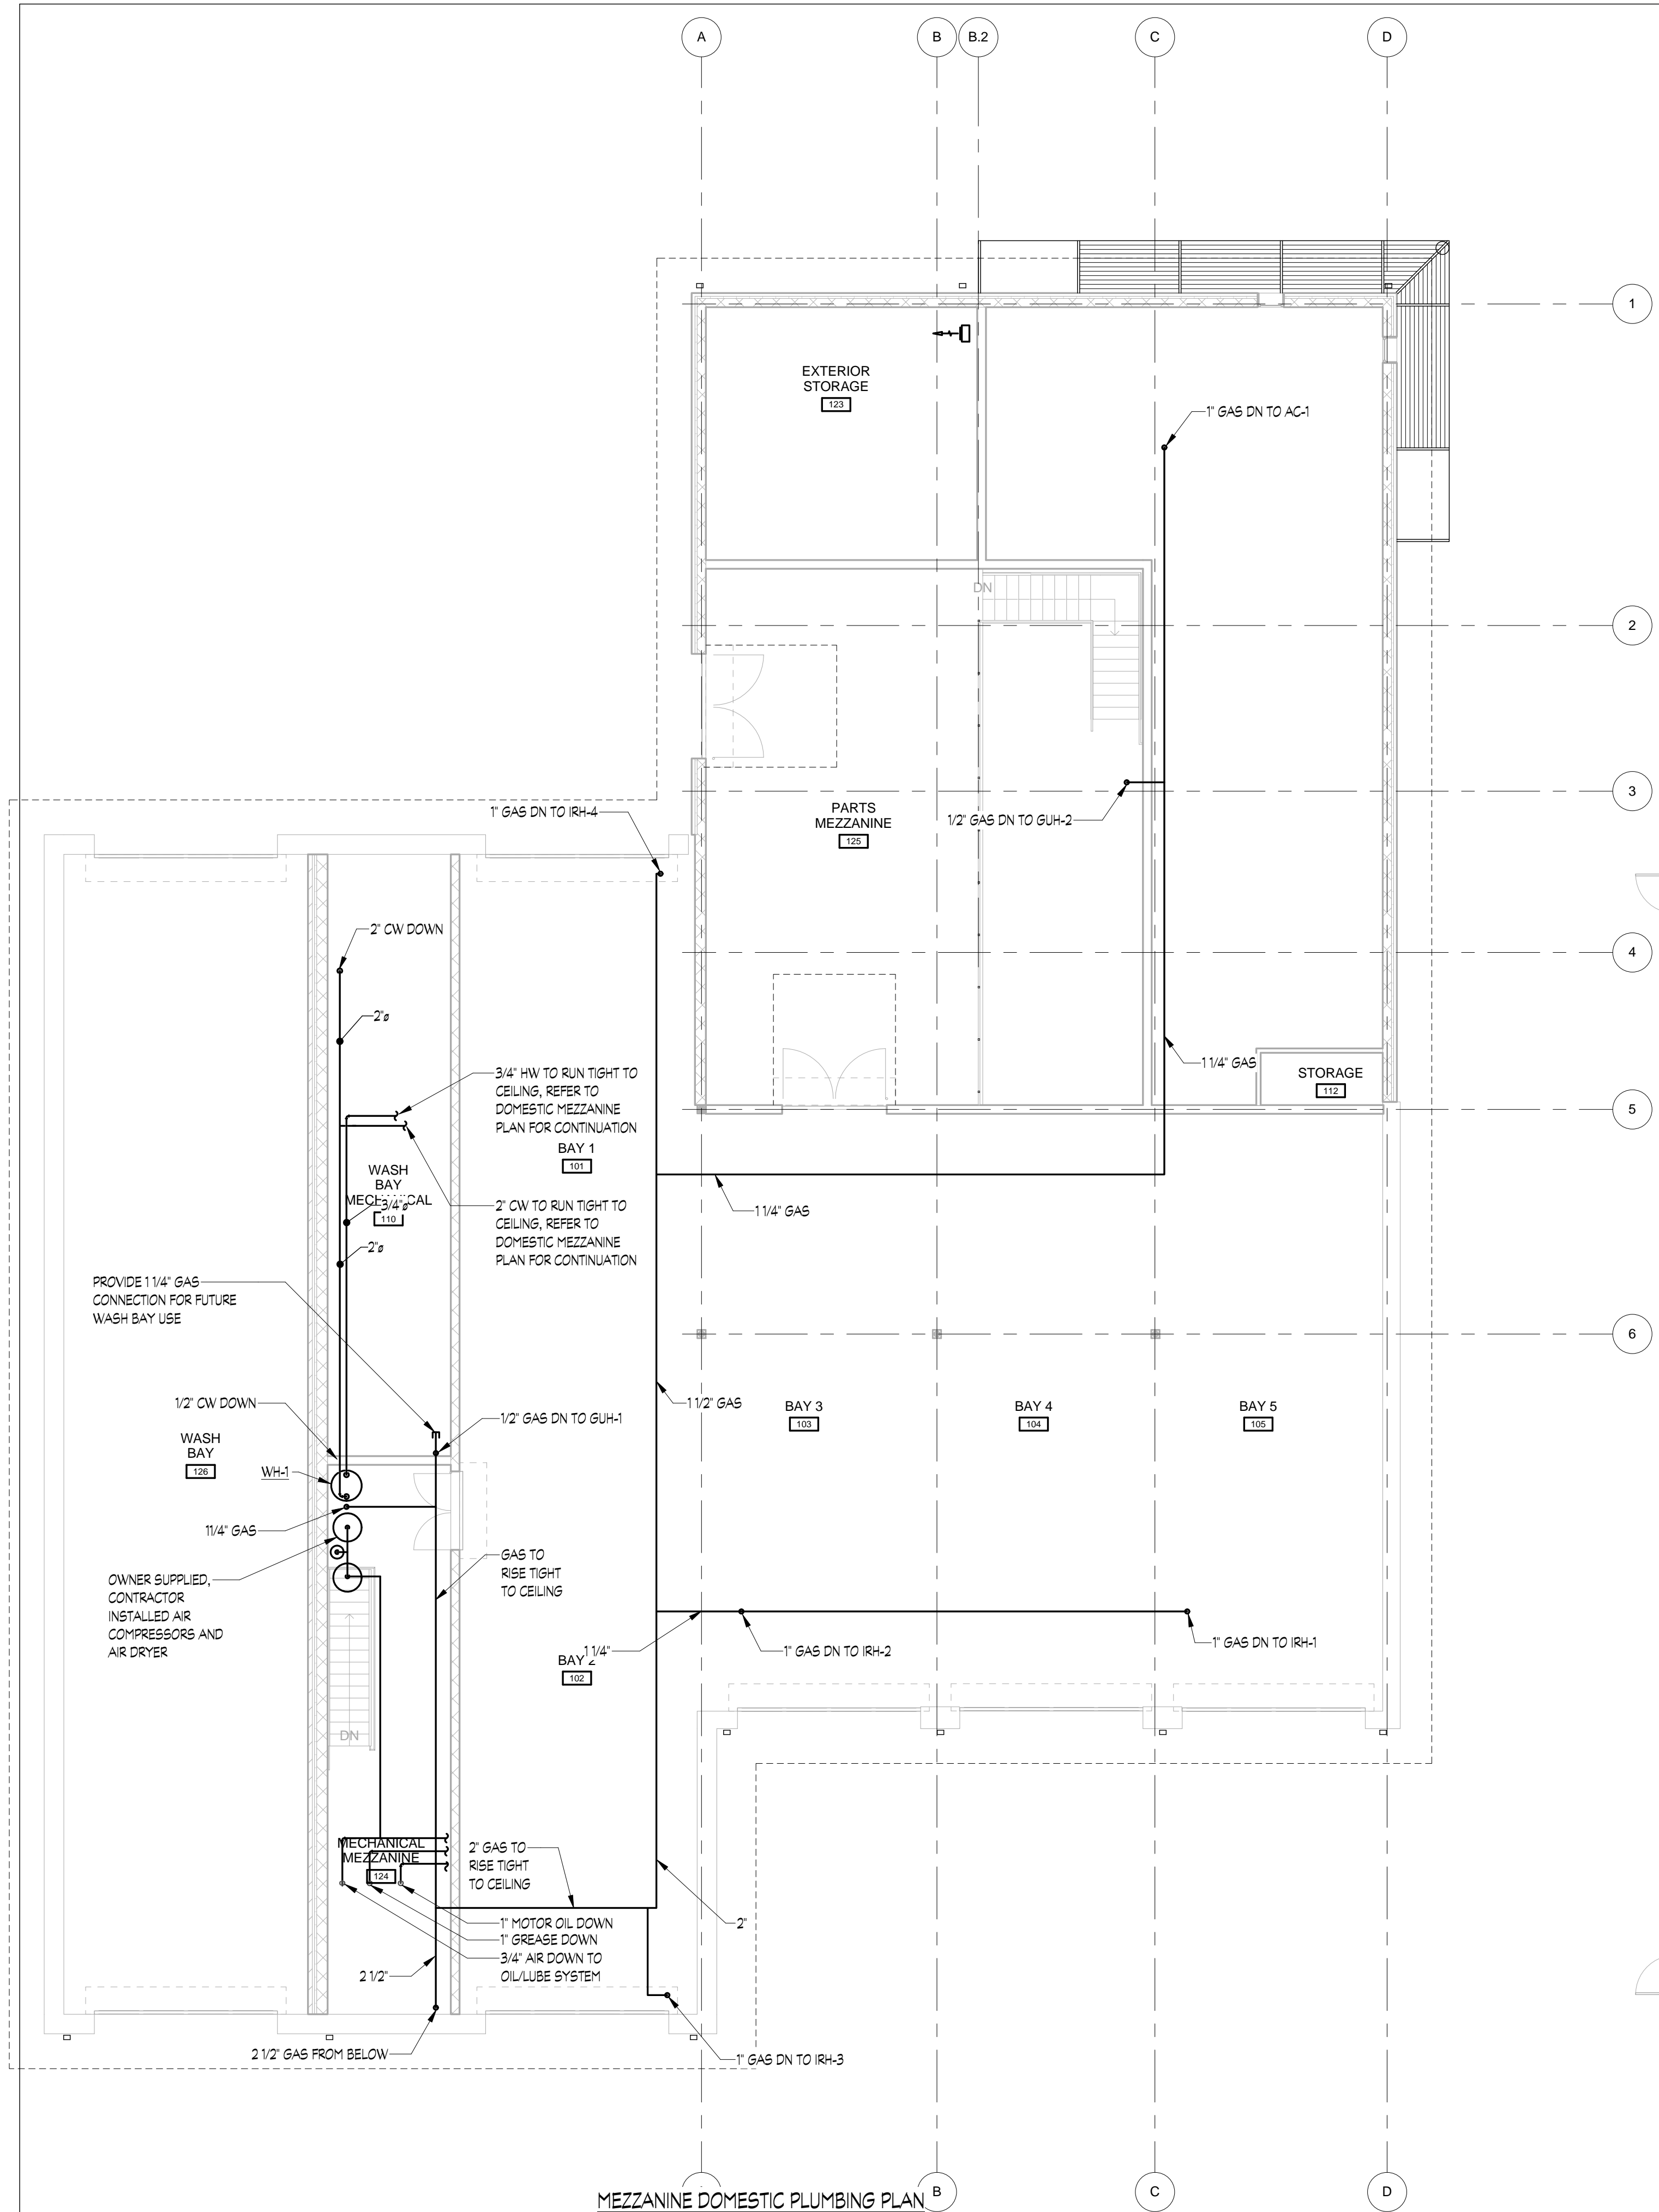 A
B
B.2
C
D
1
EXTERIOR
STORAGE
123
1" GAS DN TO AC-1
DN
2
1" GAS DN TO IRH-4
PARTS
MEZZANINE
125
1/2" GAS DN TO GUH-2
3
2" CW DOWN
4
2"ø
3/4" HW TO RUN TIGHT TO
CEILING, REFER TO
DOMESTIC MEZZANINE
PLAN FOR CONTINUATION
1 1/4" GAS
STORAGE
112
5
BAY 1
101
WASH
BAY
MECHANICAL
110
3/4"ø
2" CW TO RUN TIGHT TO
CEILING, REFER TO
DOMESTIC MEZZANINE
PLAN FOR CONTINUATION
1 1/4" GAS
2"ø
PROVIDE 1 1/4" GAS
CONNECTION FOR FUTURE
WASH BAY USE
6
1/2" CW DOWN
1/2" GAS DN TO GUH-1
1 1/2" GAS
BAY 3
103
BAY 4
104
BAY 5
105
WASH
BAY
126
WH-1
11/4" GAS
GAS TO
RISE TIGHT
TO CEILING
OWNER SUPPLIED,
CONTRACTOR
INSTALLED AIR
COMPRESSORS AND
AIR DRYER
1 1/4"
1" GAS DN TO IRH-2
1" GAS DN TO IRH-1
BAY 2
102
DN
MECHANICAL
MEZZANINE
124
2" GAS TO
RISE TIGHT
TO CEILING
1" MOTOR OIL DOWN
1" GREASE DOWN
3/4" AIR DOWN TO
OIL/LUBE SYSTEM
2"
2 1/2"
2 1/2" GAS FROM BELOW
1" GAS DN TO IRH-3
B
C
D
MEZZANINE DOMESTIC PLUMBING PLAN